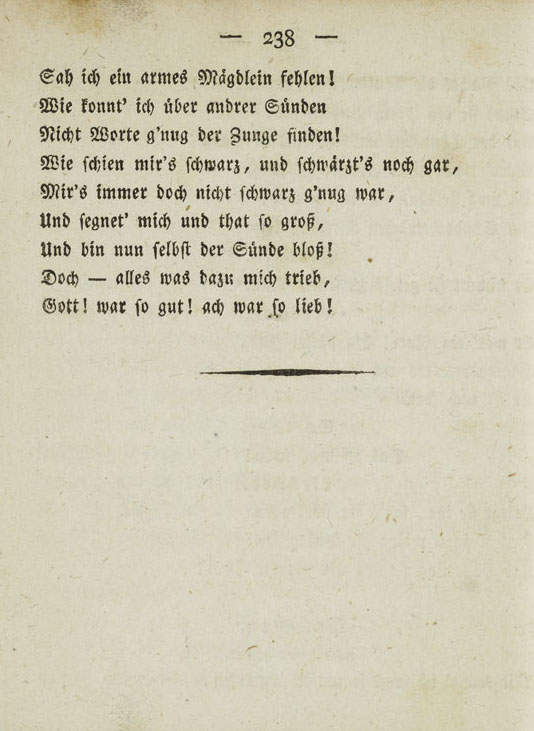 — 238 —
Sah ich ein armes Mägdlein fehlen!
Wie konnt' ich über andrer Sünden
Nicht Worte g'nug der Zunge finden!
Wie schien mir's schwarz, und schwärzt's noch gar,
Mir's immer doch nicht schwarz g'nug war,
Und segnet' mich und that so groß,
Und bin nun selbst der Sünde bloß!
Doch — alles was dazu mich trieb,
Gott! war so gut! ach war so lieb!